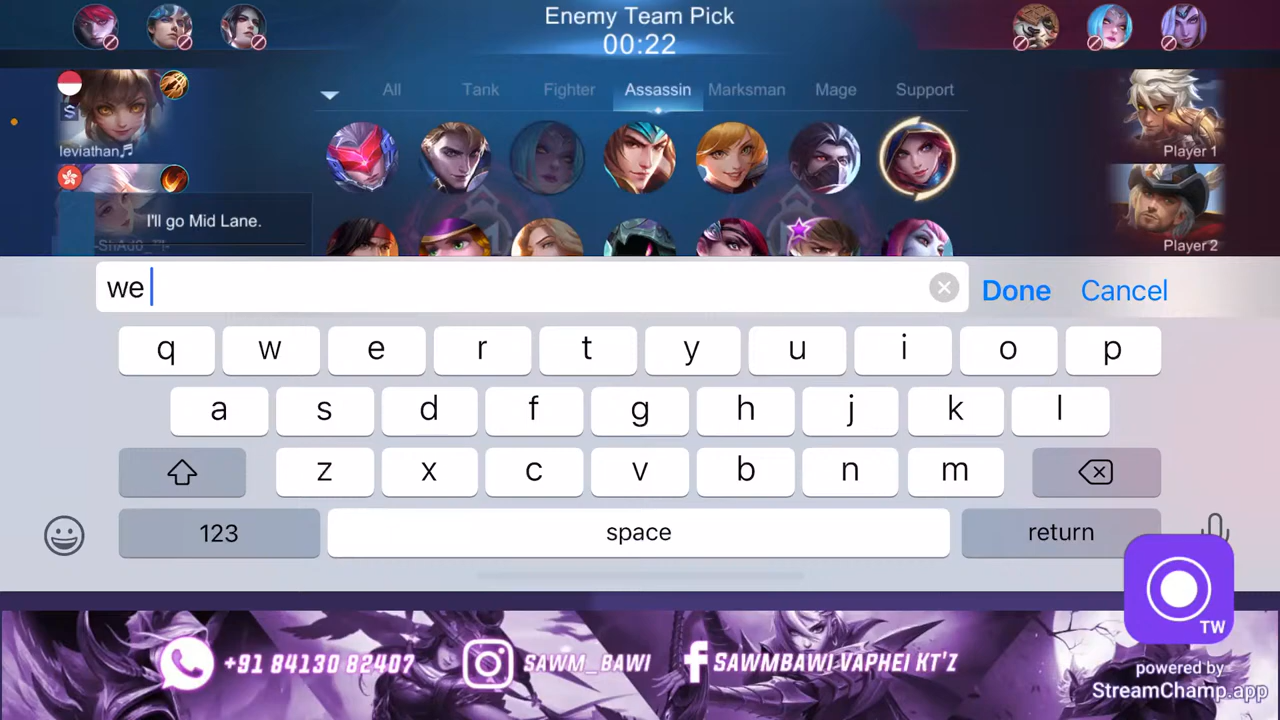 Enemy Team Pick
00:22
All Tank Fighter Assassin Marksman Mage Support
S
leviathan♬
Player 1
I'll go Mid Lane.
Player 2
we
Done Cancel
q w e r t y u i o p
a s d f g h j k l
z x c v b n m
123 space return
TW
+91 84130 82407 SAWM_BAWI SAWMBAWI VAPHEI KT'Z
powered by
StreamChamp.app